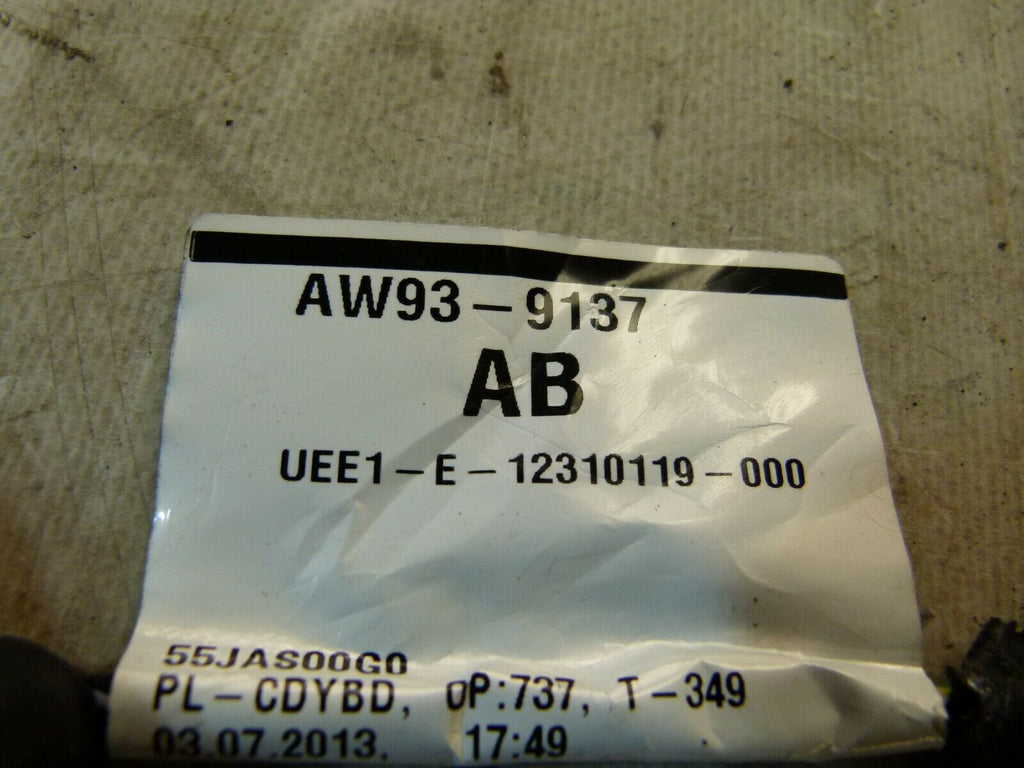 AW93-9137
AB
UEE1-E-12310119-000
55JAS00G0
PL-CDYBD, OP:737, T-349
03.07.2013. 17:49